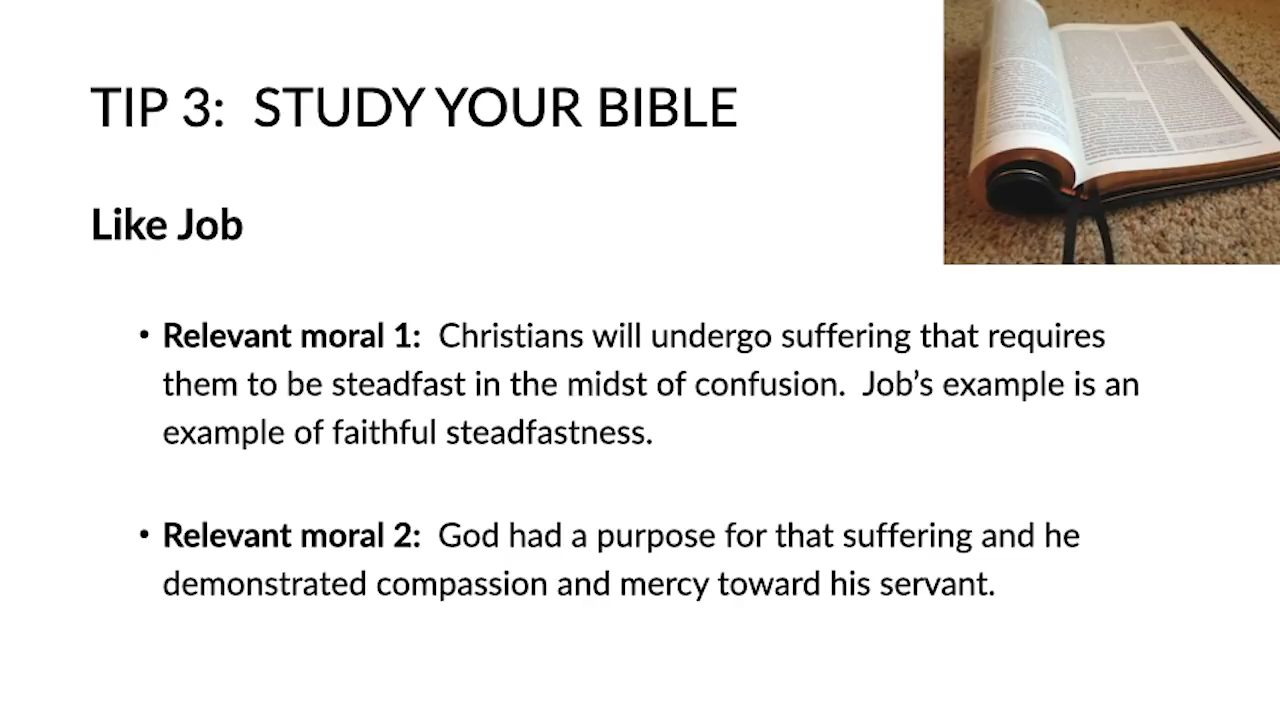 TIP 3: STUDY YOUR BIBLE
Like Job
• Relevant moral 1: Christians will undergo suffering that requires
them to be steadfast in the midst of confusion. Job’s example is an
example of faithful steadfastness.
• Relevant moral 2: God had a purpose for that suffering and he
demonstrated compassion and mercy toward his servant.